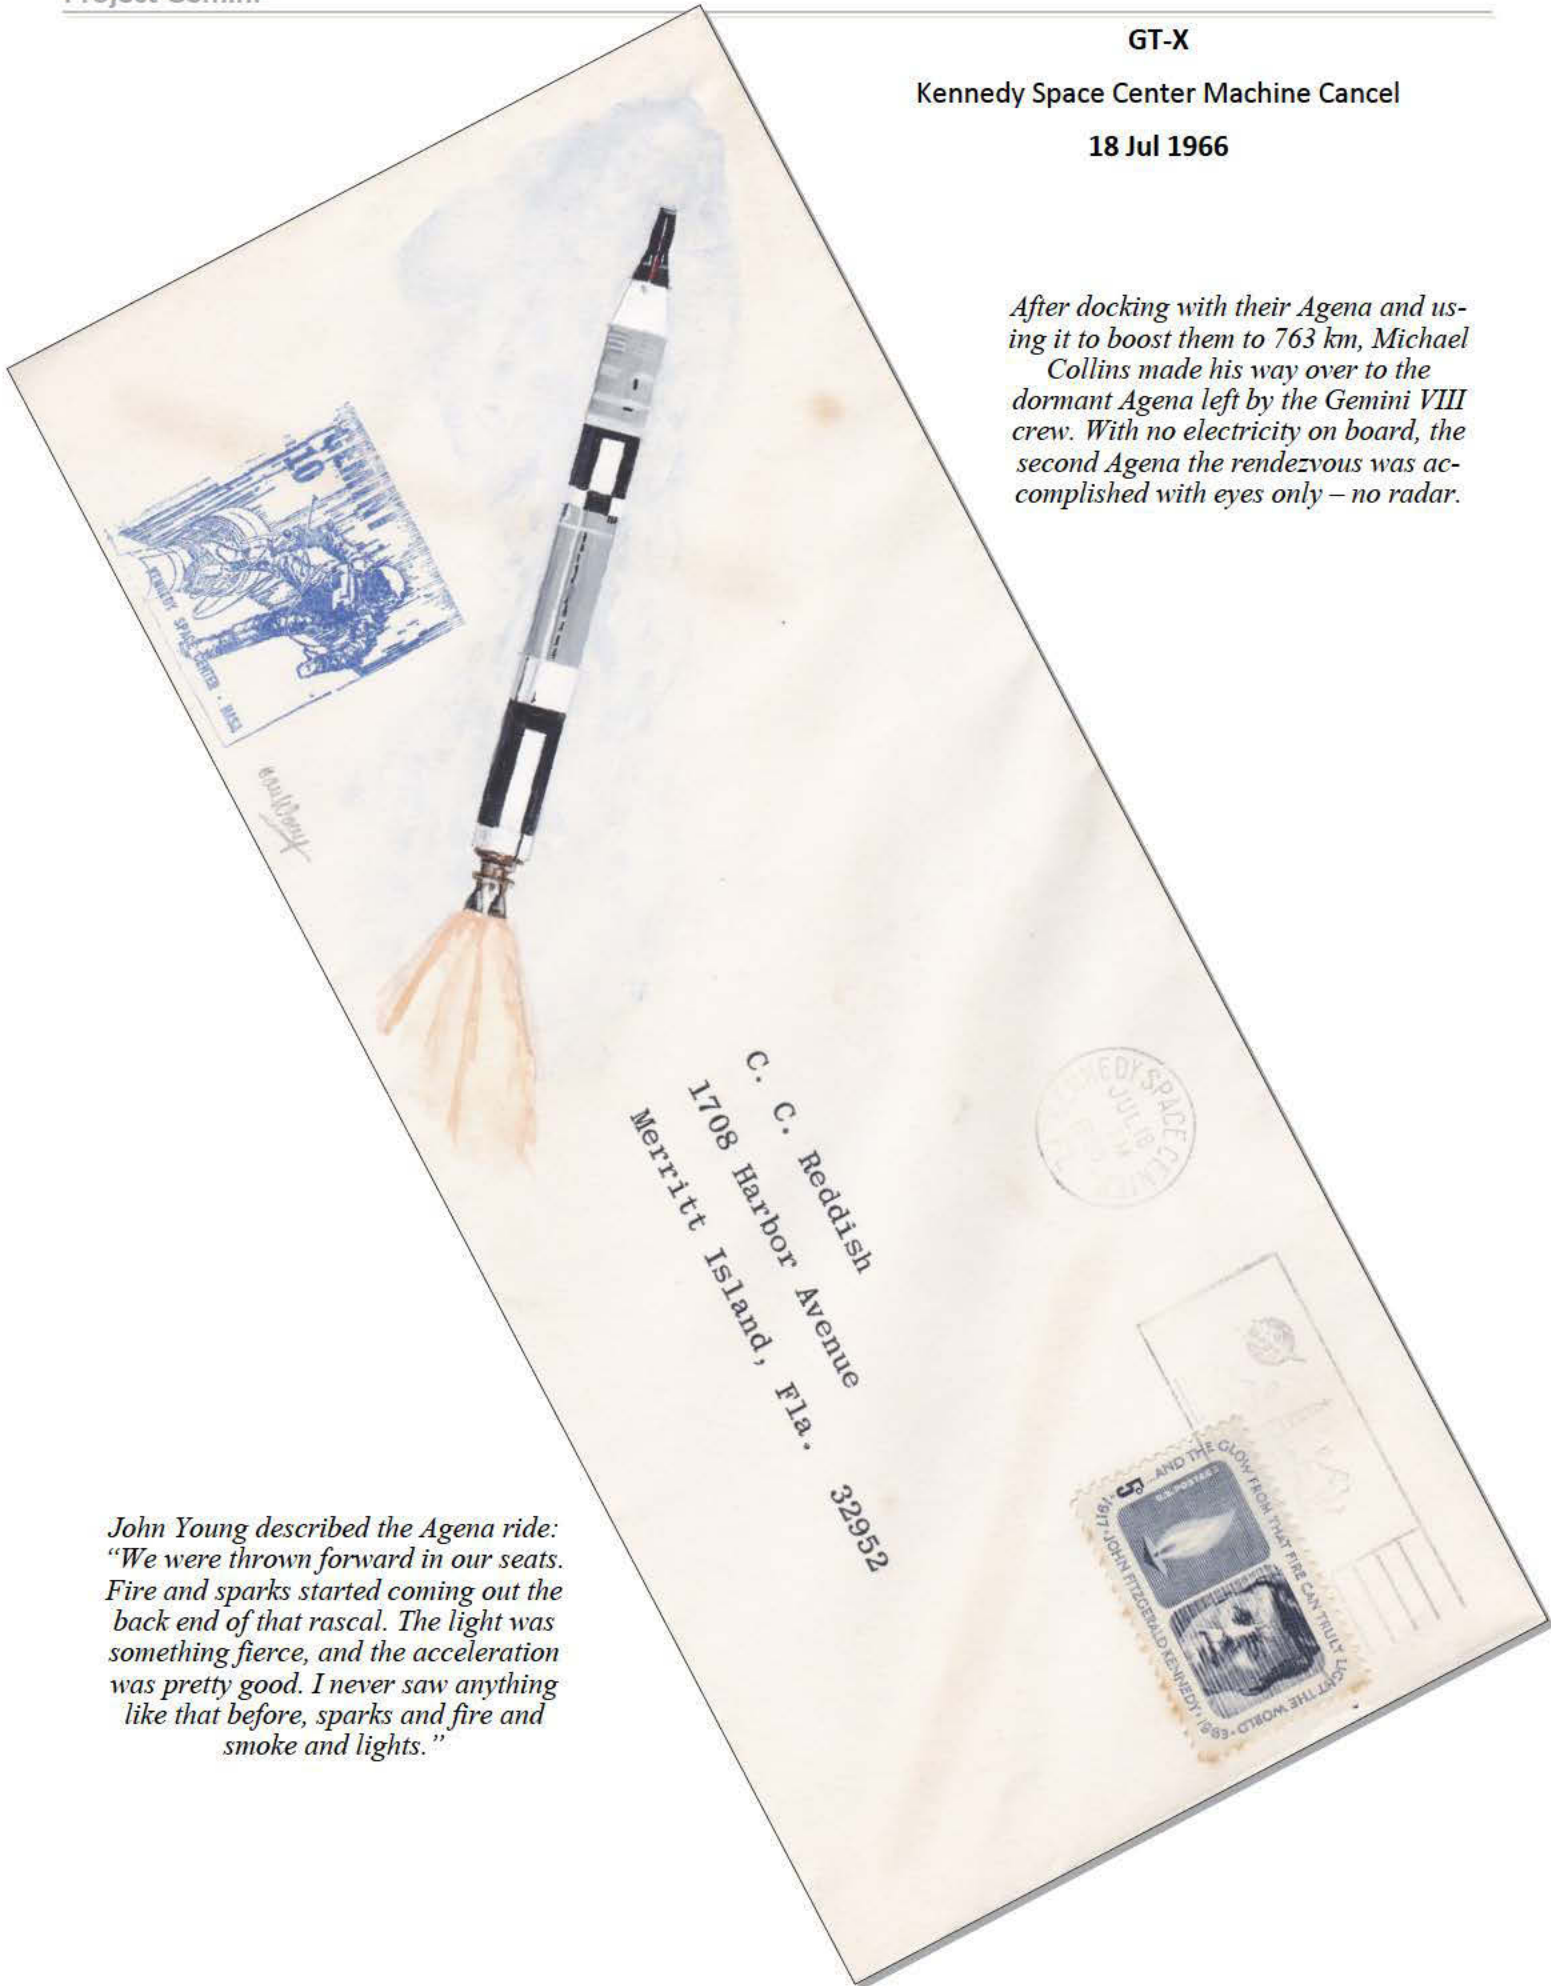 Project Gemini
GT-X
Kennedy Space Center Machine Cancel
18 Jul 1966
After docking with their Agena and us-
ing it to boost them to 763 km, Michael
Collins made his way over to the
dormant Agena left by the Gemini VIII
crew. With no electricity on board, the
second Agena the rendezvous was ac-
complished with eyes only – no radar.
GEMINI
10
KENNEDY SPACE CENTER · NASA
C. C. Reddish
1708 Harbor Avenue
Merritt Island, Fla. 32952
KENNEDY SPACE CENTER
JUL 18
PM
5¢
U.S. POSTAGE
...AND THE GLOW FROM THAT FIRE CAN TRULY LIGHT THE WORLD
1917·JOHN FITZGERALD KENNEDY·1963
John Young described the Agena ride:
“We were thrown forward in our seats.
Fire and sparks started coming out the
back end of that rascal. The light was
something fierce, and the acceleration
was pretty good. I never saw anything
like that before, sparks and fire and
smoke and lights.”